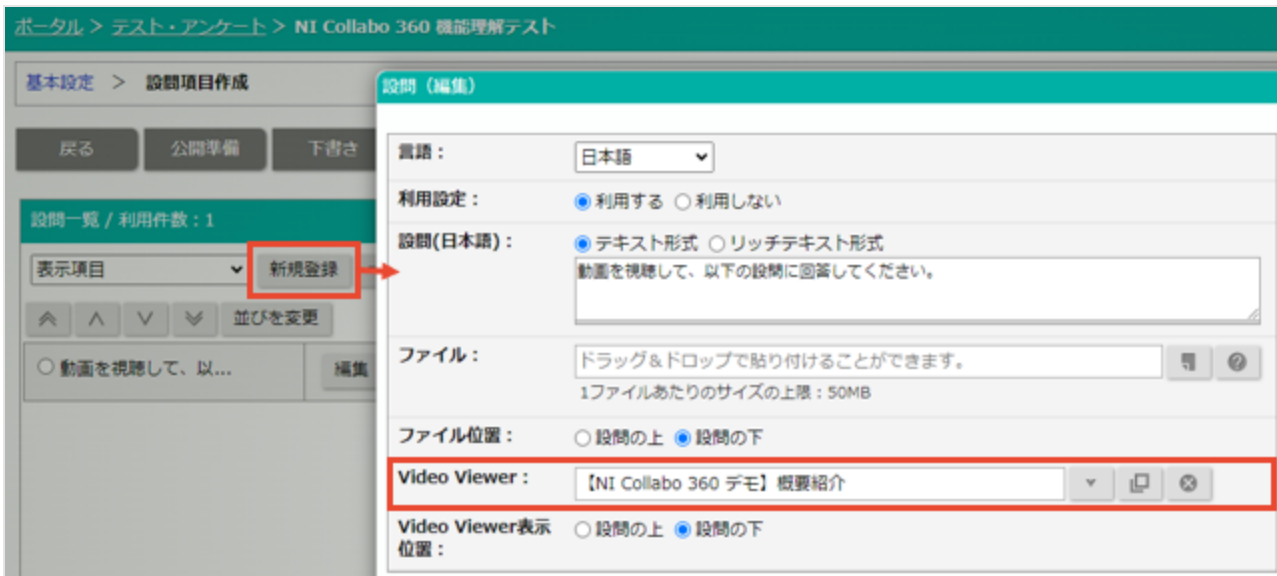 ポータル > テスト・アンケート > NI Collabo 360 機能理解テスト
基本設定 > 設問項目作成
戻る 公開準備 下書き
設問一覧 / 利用件数：1
表示項目 新規登録
並びを変更
動画を視聴して、以... 編集
設問（編集）
言語： 日本語
利用設定： 利用する 利用しない
設問(日本語)： テキスト形式 リッチテキスト形式
動画を視聴して、以下の設問に回答してください。
ファイル： ドラッグ＆ドロップで貼り付けることができます。
1ファイルあたりのサイズの上限：50MB
ファイル位置： 設問の上 設問の下
Video Viewer： 【NI Collabo 360 デモ】概要紹介
Video Viewer表示 設問の上 設問の下
位置：